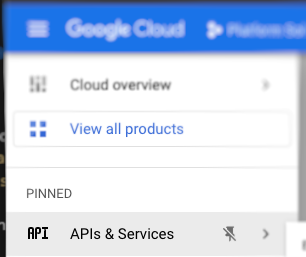 Google Cloud
Cloud overview
View all products
PINNED
API APIs & Services